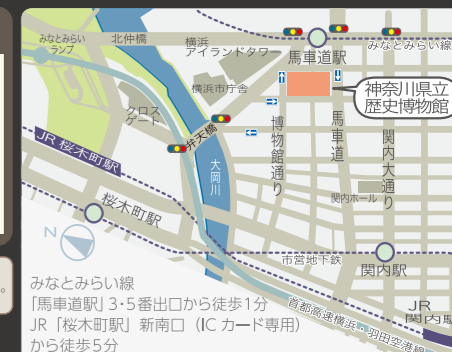 みなとみらい
ランプ
北仲橋
横浜
アイランドタワー
馬車道駅
みなとみらい線
横浜市庁舎
神奈川県立
歴史博物館
クロス
ゲート
弁天橋
博物館通り
馬車道
関内大通り
JR 桜木町駅
大岡川
関内ホール
桜木町駅
N
市営地下鉄
関内駅
首都高速横浜・羽田空港線
JR
関内駅
みなとみらい線
「馬車道駅」3・5番出口から徒歩1分
JR「桜木町駅」新南口（ICカード専用）
から徒歩5分